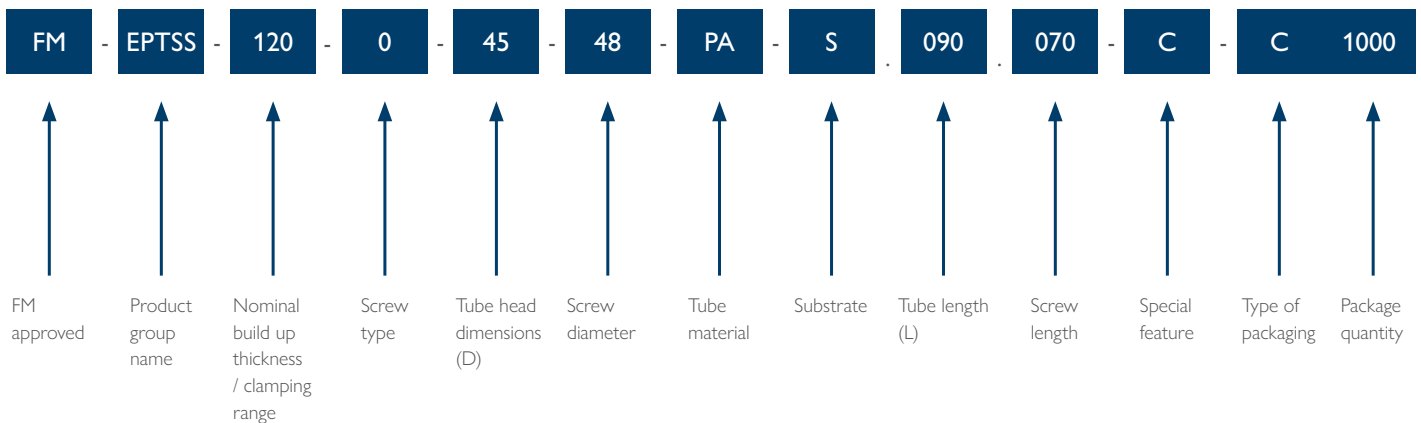 FM - EPTSS - 120 - 0 - 45 - 48 - PA - S . 090 . 070 - C - C 1000
FM
approved
Product
group
name
Nominal
build up
thickness
/ clamping
range
Screw
type
Tube head
dimensions
(D)
Screw
diameter
Tube
material
Substrate
Tube length
(L)
Screw
length
Special
feature
Type of
packaging
Package
quantity